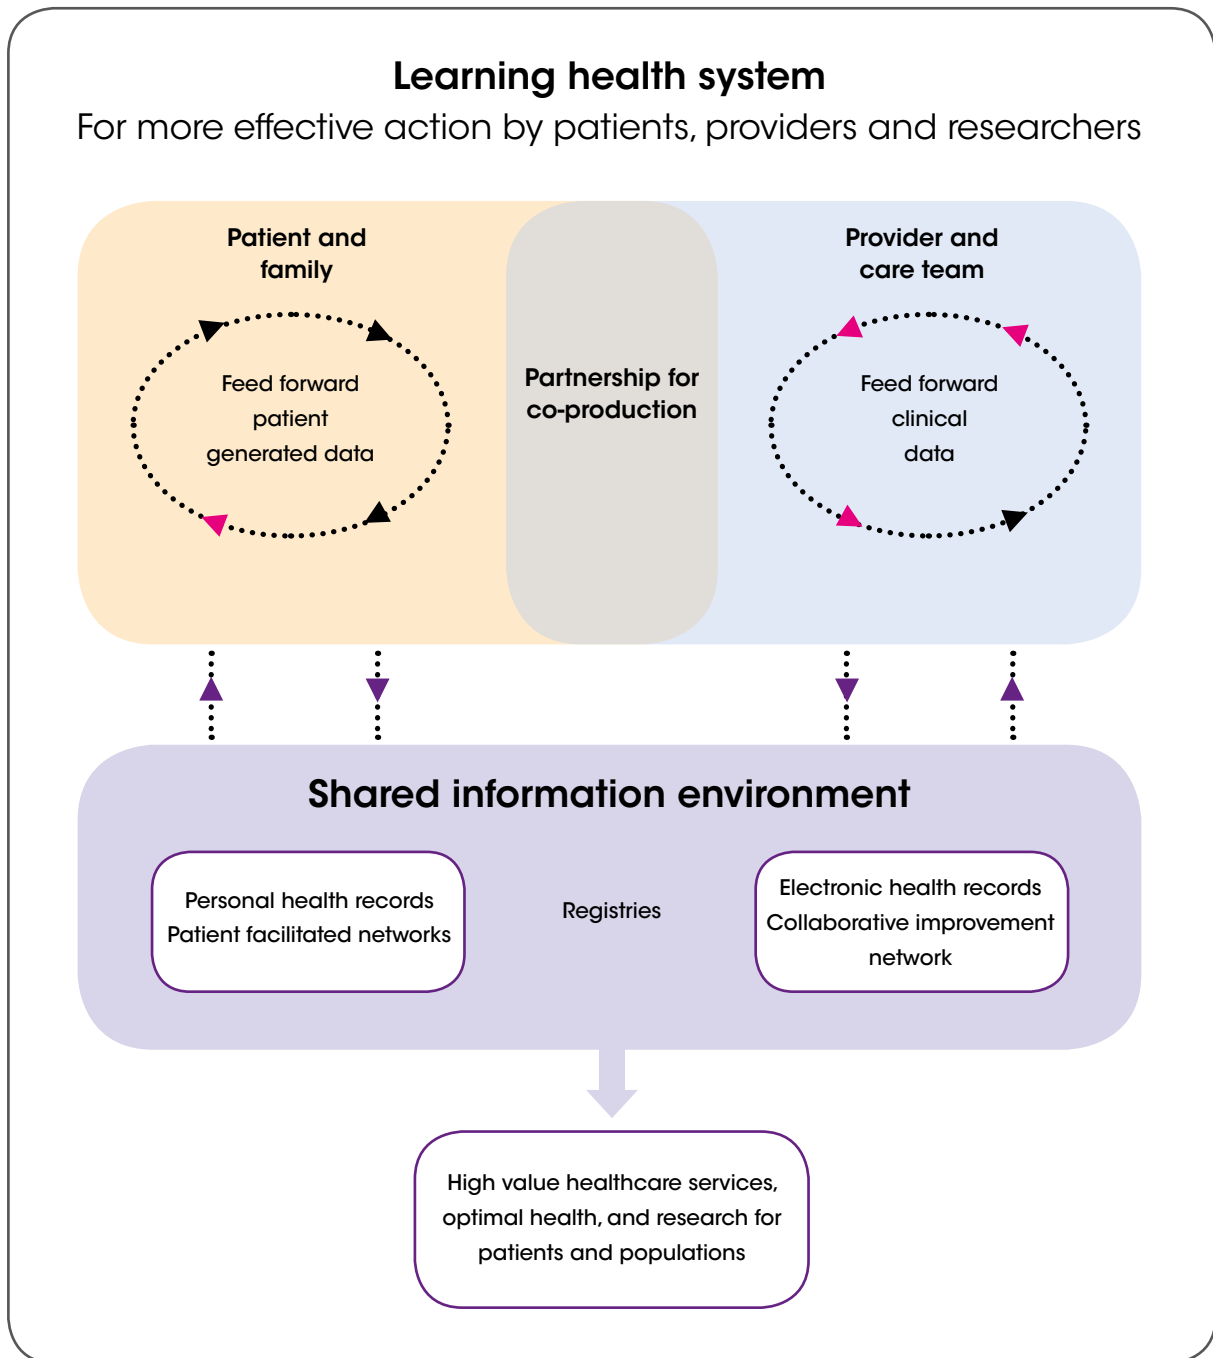 Learning health system
For more effective action by patients, providers and researchers
Patient and
family
Feed forward
patient
generated data
Partnership for
co-production
Provider and
care team
Feed forward
clinical
data
Shared information environment
Personal health records
Patient facilitated networks
Registries
Electronic health records
Collaborative improvement
network
High value healthcare services,
optimal health, and research for
patients and populations